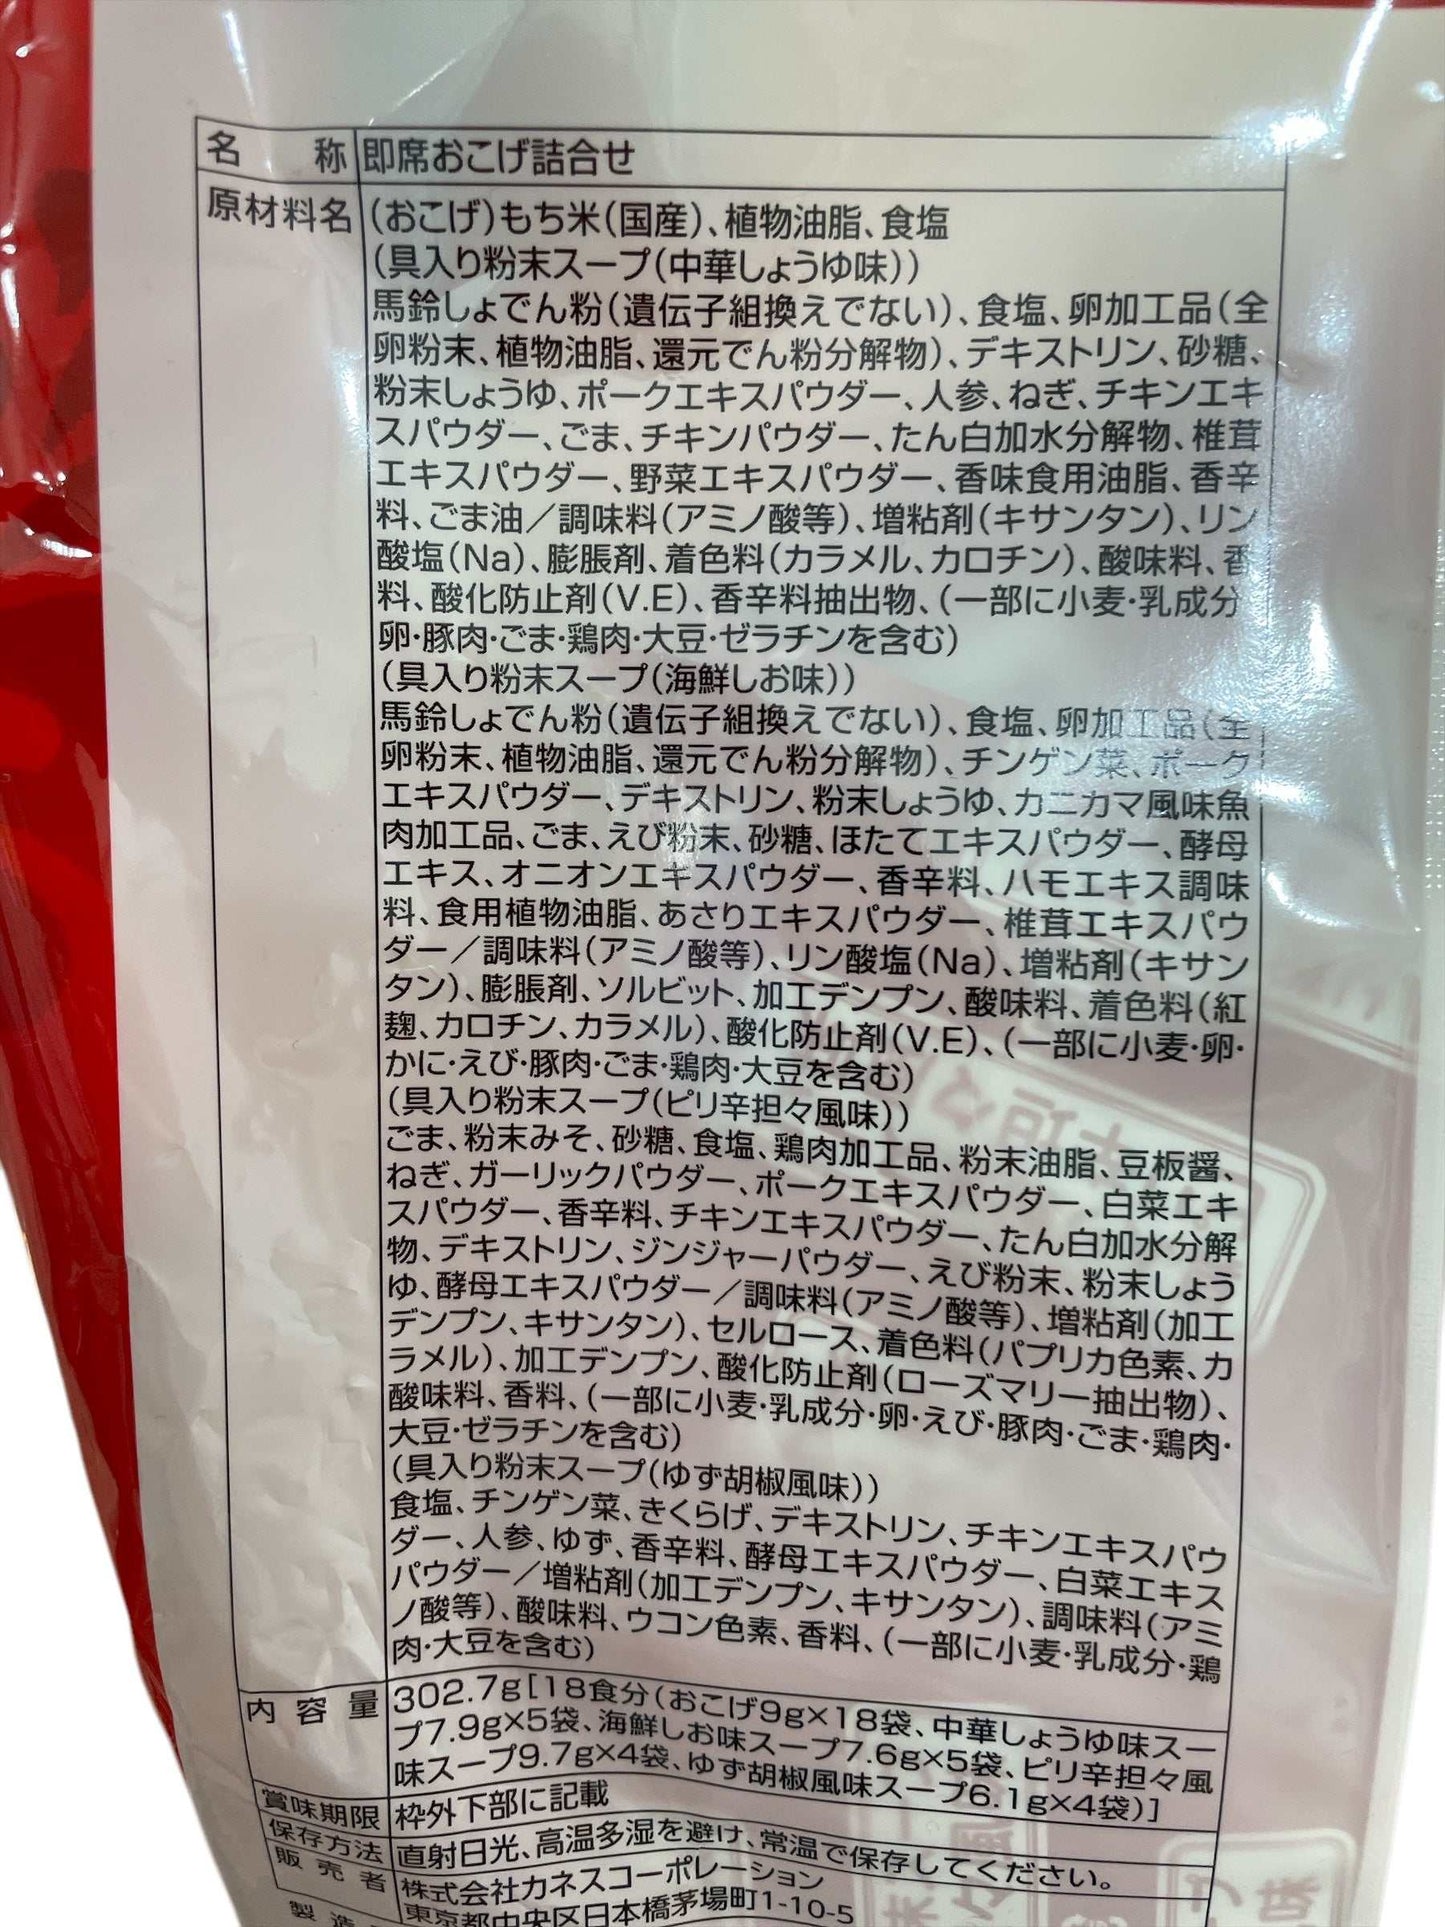 名 称 即席おこげ詰合せ
原材料名 (おこげ)もち米(国産)、植物油脂、食塩
(具入り粉末スープ(中華しょうゆ味))
馬鈴しょでん粉(遺伝子組換えでない)、食塩、卵加工品(全
卵粉末、植物油脂、還元でん粉分解物)、デキストリン、砂糖、
粉末しょうゆ、ポークエキスパウダー、人参、ねぎ、チキンエキ
スパウダー、ごま、チキンパウダー、たん白加水分解物、椎茸
エキスパウダー、野菜エキスパウダー、香味食用油脂、香辛
料、ごま油／調味料(アミノ酸等)、増粘剤(キサンタン)、リン
酸塩(Na)、膨脹剤、着色料(カラメル、カロチン)、酸味料、香
料、酸化防止剤(V.E)、香辛料抽出物、(一部に小麦・乳成分
卵・豚肉・ごま・鶏肉・大豆・ゼラチンを含む)
(具入り粉末スープ(海鮮しお味))
馬鈴しょでん粉(遺伝子組換えでない)、食塩、卵加工品(全
卵粉末、植物油脂、還元でん粉分解物)、チンゲン菜、ポーク
エキスパウダー、デキストリン、粉末しょうゆ、カニカマ風味魚
肉加工品、ごま、えび粉末、砂糖、ほたてエキスパウダー、酵母
エキス、オニオンエキスパウダー、香辛料、ハモエキス調味
料、食用植物油脂、あさりエキスパウダー、椎茸エキスパウ
ダー／調味料(アミノ酸等)、リン酸塩(Na)、増粘剤(キサン
タン)、膨脹剤、ソルビット、加工デンプン、酸味料、着色料(紅
麹、カロチン、カラメル)、酸化防止剤(V.E)、(一部に小麦・卵・
かに・えび・豚肉・ごま・鶏肉・大豆を含む)
(具入り粉末スープ(ピリ辛担々風味))
ごま、粉末みそ、砂糖、食塩、鶏肉加工品、粉末油脂、豆板醤、
ねぎ、ガーリックパウダー、ポークエキスパウダー、白菜エキ
スパウダー、香辛料、チキンエキスパウダー、たん白加水分解
物、デキストリン、ジンジャーパウダー、えび粉末、粉末しょう
ゆ、酵母エキスパウダー／調味料(アミノ酸等)、増粘剤(加工
デンプン、キサンタン)、セルロース、着色料(パプリカ色素、カ
ラメル)、加工デンプン、酸化防止剤(ローズマリー抽出物)、
酸味料、香料、(一部に小麦・乳成分・卵・えび・豚肉・ごま・鶏肉・
大豆・ゼラチンを含む)
(具入り粉末スープ(ゆず胡椒風味))
食塩、チンゲン菜、きくらげ、デキストリン、チキンエキスパウ
ダー、人参、ゆず、香辛料、酵母エキスパウダー、白菜エキス
パウダー／増粘剤(加工デンプン、キサンタン)、調味料(アミ
ノ酸等)、酸味料、ウコン色素、香料、(一部に小麦・乳成分・鶏
肉・大豆を含む)
内容量 302.7g[18食分(おこげ9g×18袋、中華しょうゆ味スー
プ7.9g×5袋、海鮮しお味スープ7.6g×5袋、ピリ辛担々風
味スープ9.7g×4袋、ゆず胡椒風味スープ6.1g×4袋)]
賞味期限 枠外下部に記載
保存方法 直射日光、高温多湿を避け、常温で保存してください。
販売者 株式会社カネスコーポレーション
東京都中央区日本橋茅場町1-10-5
製造